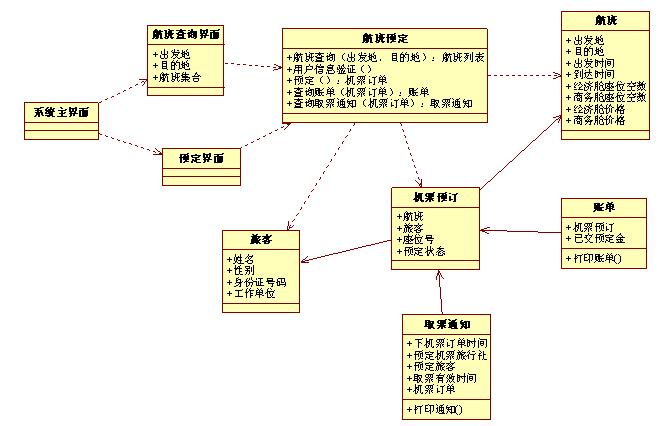 航班查询界面
+出发地
+目的地
+航班集合
航班预定
+航班查询（出发地，目的地）：航班列表
+用户信息验证（）
+预定（）：机票订单
+查询账单（机票订单）：账单
+查询取票通知（机票订单）：取票通知
航班
+出发地
+目的地
+出发时间
+到达时间
+经济舱座位空数
+商务舱座位空数
+经济舱价格
+商务舱价格
系统主界面
预定界面
机票预订
+航班
+旅客
+座位号
+预定状态
账单
+机票预订
+已交预定金
+打印账单()
旅客
+姓名
+性别
+身份证号码
+工作单位
取票通知
+下机票订单时间
+预定机票旅行社
+预定旅客
+取票有效时间
+机票订单
+打印通知()